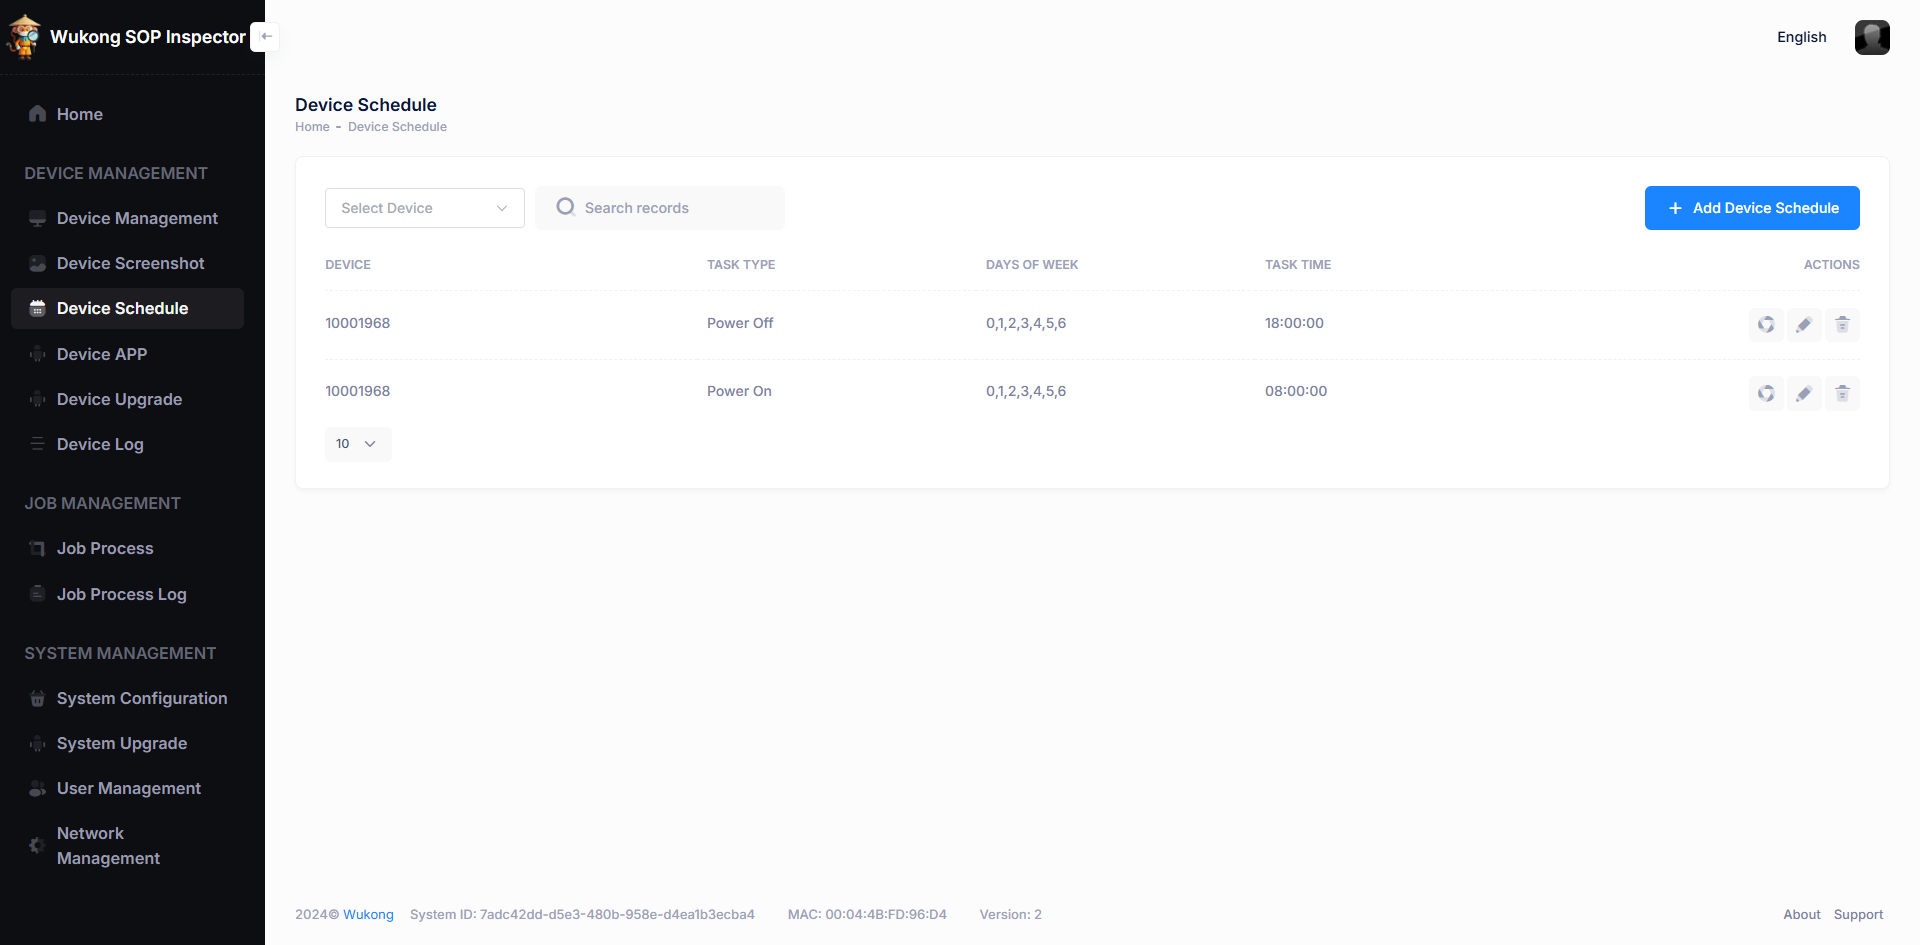 Wukong SOP Inspector
English
Home
DEVICE MANAGEMENT
Device Management
Device Screenshot
Device Schedule
Device APP
Device Upgrade
Device Log
JOB MANAGEMENT
Job Process
Job Process Log
SYSTEM MANAGEMENT
System Configuration
System Upgrade
User Management
Network
Management
Device Schedule
Home - Device Schedule
Select Device
Search records
+ Add Device Schedule
DEVICE TASK TYPE DAYS OF WEEK TASK TIME ACTIONS
10001968 Power Off 0,1,2,3,4,5,6 18:00:00
10001968 Power On 0,1,2,3,4,5,6 08:00:00
10
2024© Wukong System ID: 7adc42dd-d5e3-480b-958e-d4ea1b3ecba4 MAC: 00:04:4B:FD:96:D4 Version: 2 About Support